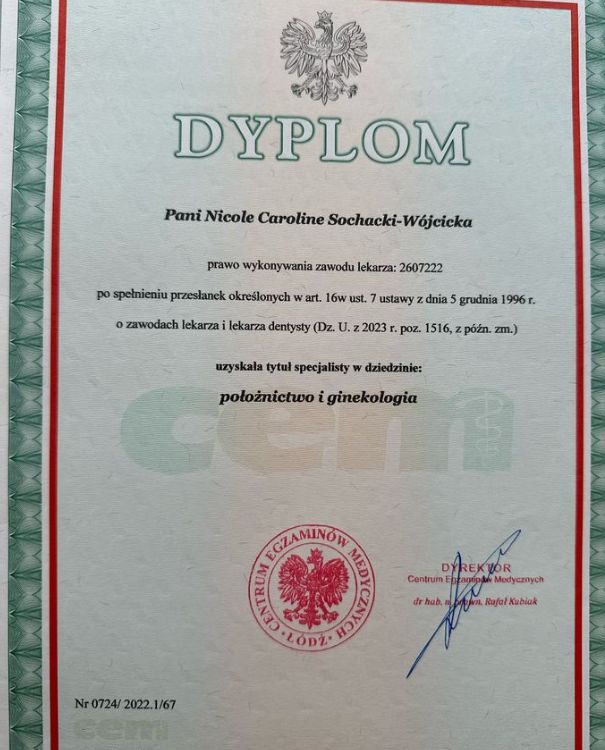 DYPLOM
Pani Nicole Caroline Sochacki-Wójcicka
prawo wykonywania zawodu lekarza: 2607222
po spełnieniu przesłanek określonych w art. 16w ust. 7 ustawy z dnia 5 grudnia 1996 r.
o zawodach lekarza i lekarza dentysty (Dz. U. z 2023 r. poz. 1516, z późn. zm.)
uzyskała tytuł specjalisty w dziedzinie:
położnictwo i ginekologia
cem
CENTRUM EGZAMINÓW MEDYCZNYCH
· ŁÓDŹ ·
DYREKTOR
Centrum Egzaminów Medycznych
dr hab. n. prawn. Rafał Kubiak
Nr 0724/ 2022.1/67
cem